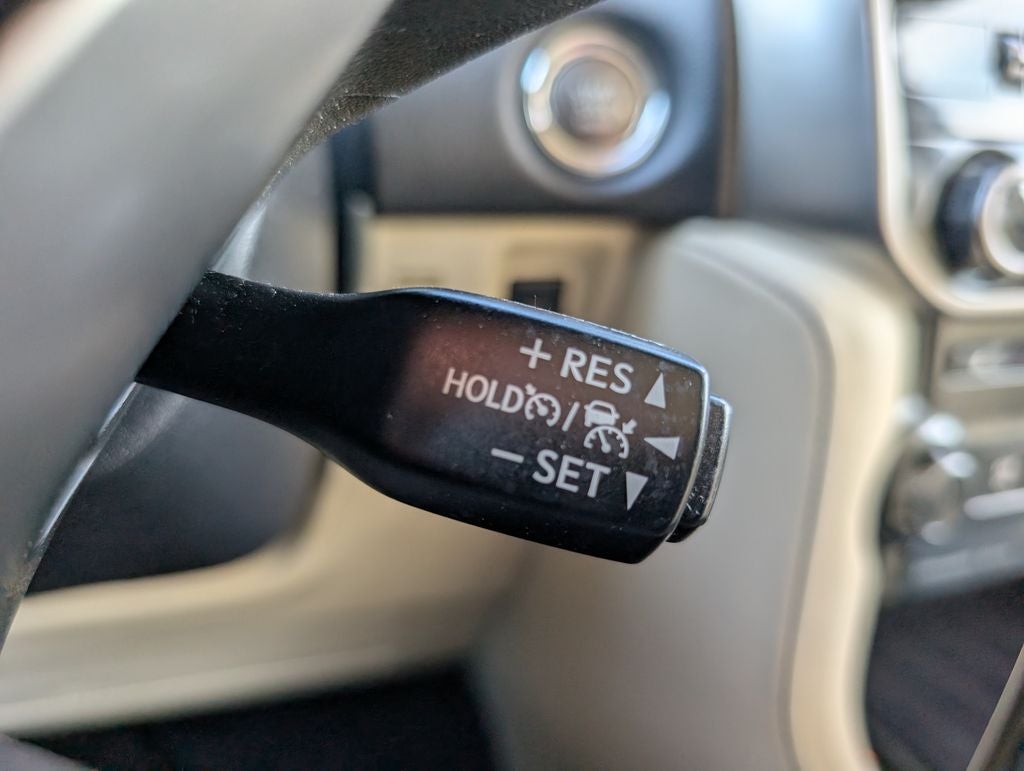 + RES
HOLD /
− SET